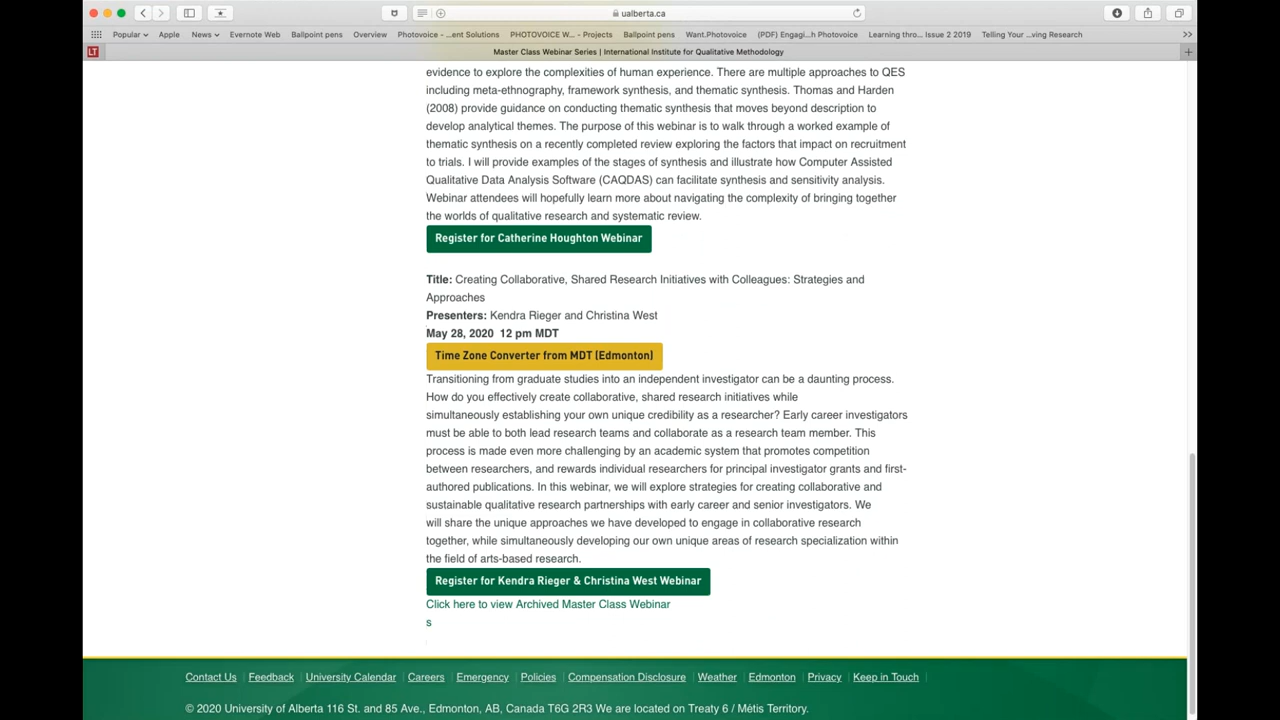 ualberta.ca
Popular Apple News Evernote Web Ballpoint pens Overview Photovoice - ...ent Solutions PHOTOVOICE W... - Projects Ballpoint pens Want.Photovoice (PDF) Engagi...h Photovoice Learning thro... Issue 2 2019 Telling Your ...ving Research
LT Master Class Webinar Series | International Institute for Qualitative Methodology
evidence to explore the complexities of human experience. There are multiple approaches to QES
including meta-ethnography, framework synthesis, and thematic synthesis. Thomas and Harden
(2008) provide guidance on conducting thematic synthesis that moves beyond description to
develop analytical themes. The purpose of this webinar is to walk through a worked example of
thematic synthesis on a recently completed review exploring the factors that impact on recruitment
to trials. I will provide examples of the stages of synthesis and illustrate how Computer Assisted
Qualitative Data Analysis Software (CAQDAS) can facilitate synthesis and sensitivity analysis.
Webinar attendees will hopefully learn more about navigating the complexity of bringing together
the worlds of qualitative research and systematic review.
Register for Catherine Houghton Webinar
Title: Creating Collaborative, Shared Research Initiatives with Colleagues: Strategies and
Approaches
Presenters: Kendra Rieger and Christina West
May 28, 2020 12 pm MDT
Time Zone Converter from MDT (Edmonton)
Transitioning from graduate studies into an independent investigator can be a daunting process.
How do you effectively create collaborative, shared research initiatives while
simultaneously establishing your own unique credibility as a researcher? Early career investigators
must be able to both lead research teams and collaborate as a research team member. This
process is made even more challenging by an academic system that promotes competition
between researchers, and rewards individual researchers for principal investigator grants and first-
authored publications. In this webinar, we will explore strategies for creating collaborative and
sustainable qualitative research partnerships with early career and senior investigators. We
will share the unique approaches we have developed to engage in collaborative research
together, while simultaneously developing our own unique areas of research specialization within
the field of arts-based research.
Register for Kendra Rieger & Christina West Webinar
Click here to view Archived Master Class Webinar
s
Contact Us Feedback University Calendar Careers Emergency Policies Compensation Disclosure Weather Edmonton Privacy Keep in Touch
© 2020 University of Alberta 116 St. and 85 Ave., Edmonton, AB, Canada T6G 2R3 We are located on Treaty 6 / Métis Territory.